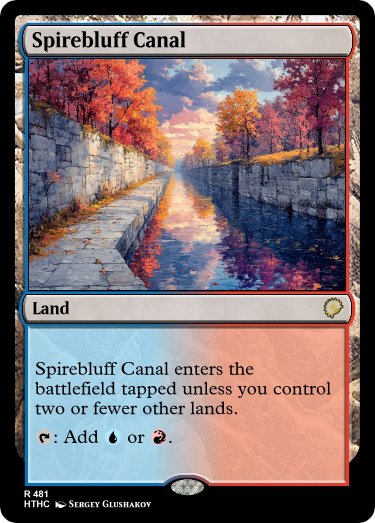 Spirebluff Canal
Land
Spirebluff Canal enters the
battlefield tapped unless you control
two or fewer other lands.
: Add or .
R 481
HTHC Sergey Glushakov